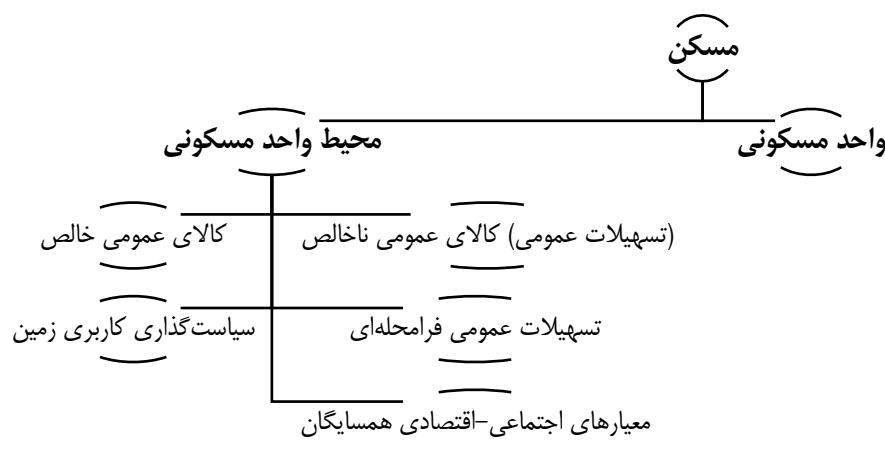 مسکن
واحد مسکونی
محیط واحد مسکونی
(تسهیلات عمومی) کالای عمومی ناخالص
کالای عمومی خالص
تسهیلات عمومی فرامحله‌ای
سیاست‌گذاری کاربری زمین
معیارهای اجتماعی–اقتصادی همسایگان